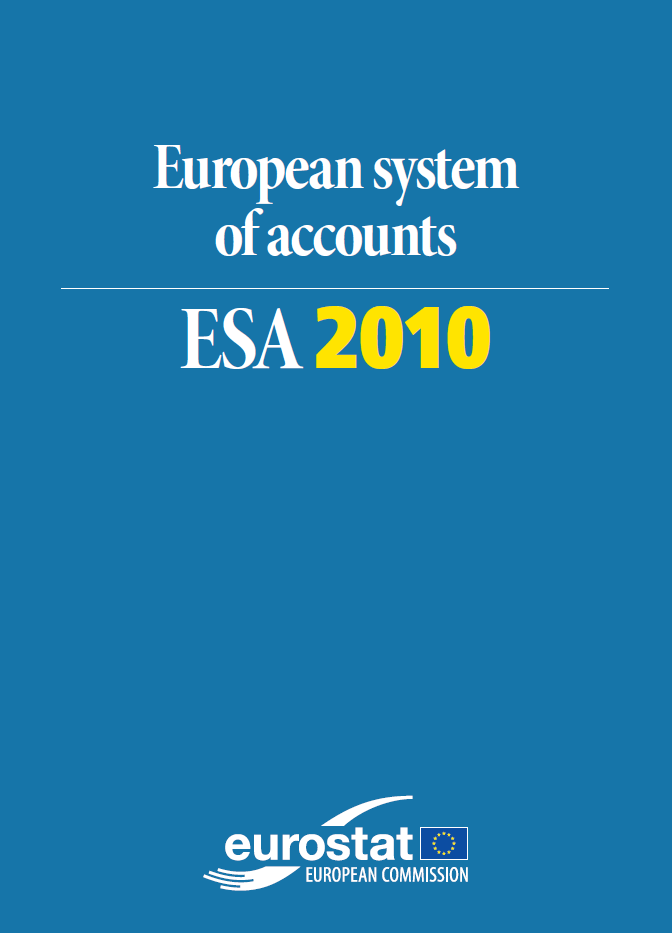 European system
of accounts
ESA 2010
eurostat
EUROPEAN COMMISSION